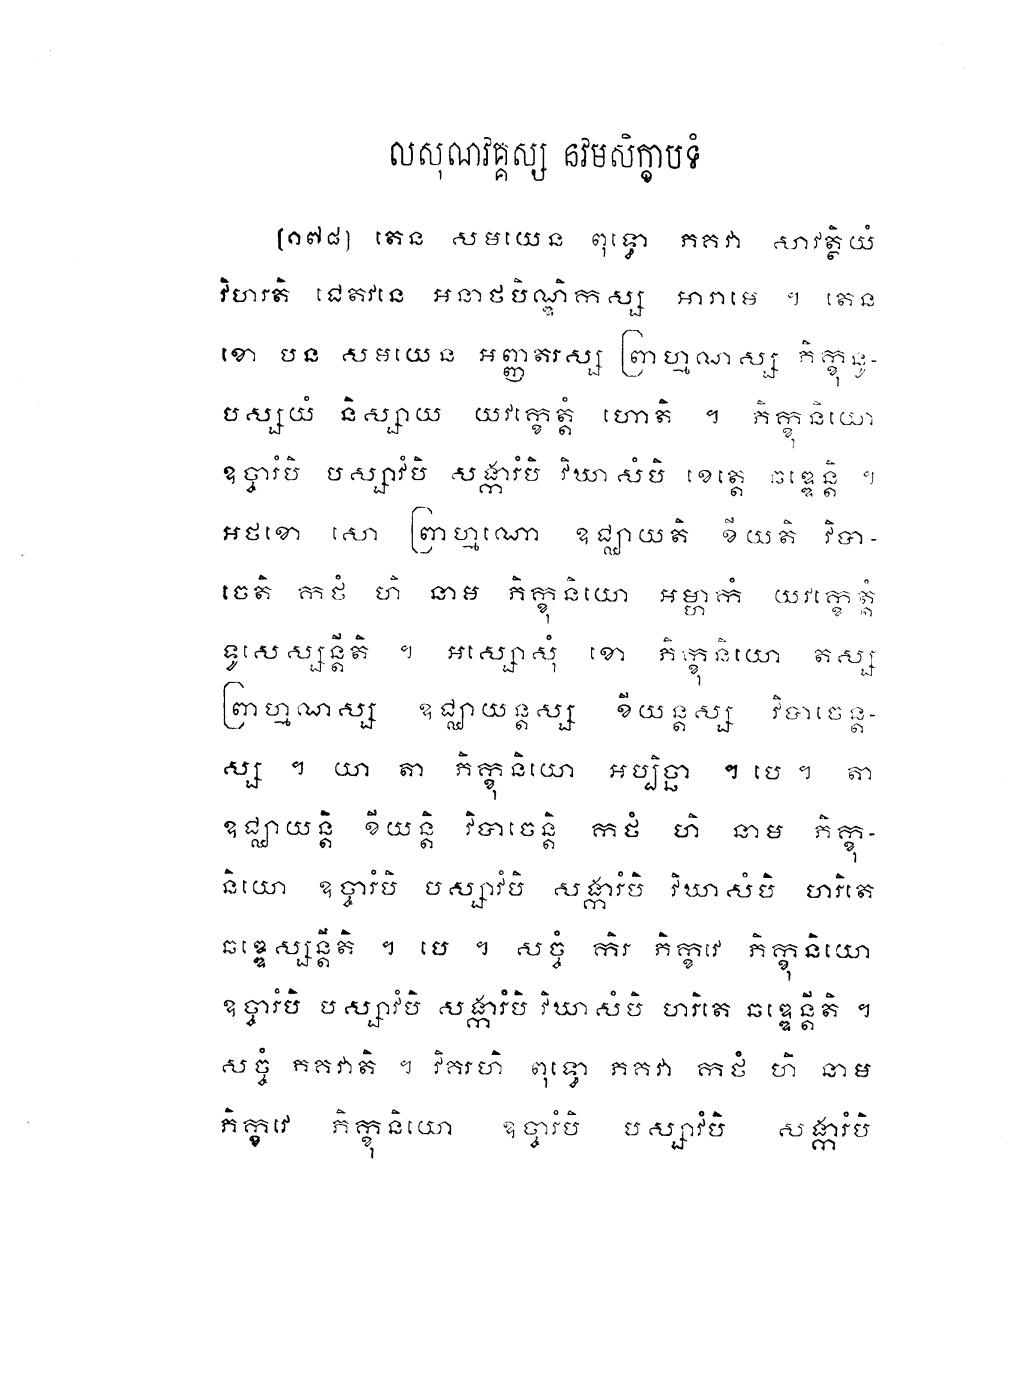 លសុណវគ្គស្ស នវមសិក្ខាបទំ
[១៧៨] តេន សមយេន ពុទ្ធោ ភគវា សាវត្ថិយំ
វិហរតិ ជេតវនេ អនាថបិណ្ឌិកស្ស អារាមេ ។ តេន
ខោ បន សមយេន អញ្ញតរស្ស ព្រាហ្មណស្ស ភិក្ខុនូ-
បស្សយំ និស្សាយ យវក្ខេត្តំ ហោតិ ។ ភិក្ខុនិយោ
ឧច្ចារំបិ បស្សាវំបិ សង្ការំបិ វិឃាសំបិ ខេត្តេ ឆឌ្ឌេន្តិ ។
អថខោ សោ ព្រាហ្មណោ ឧជ្ឈាយតិ ខីយតិ វិបា-
ចេតិ កថំ ហិ នាម ភិក្ខុនិយោ អម្ហាកំ យវក្ខេត្តំ
ទូសេស្សន្តីតិ ។ អស្សោសុំ ខោ ភិក្ខុនិយោ តស្ស
ព្រាហ្មណស្ស ឧជ្ឈាយន្តស្ស ខីយន្តស្ស វិបាចេន្ត-
ស្ស ។ យា តា ភិក្ខុនិយោ អប្បិច្ឆា ។ បេ ។ តា
ឧជ្ឈាយន្តិ ខីយន្តិ វិបាចេន្តិ កថំ ហិ នាម ភិក្ខុ-
និយោ ឧច្ចារំបិ បស្សាវំបិ សង្ការំបិ វិឃាសំបិ ហរិតេ
ឆឌ្ឌេស្សន្តីតិ ។ បេ ។ សច្ចំ កិរ ភិក្ខវេ ភិក្ខុនិយោ
ឧច្ចារំបិ បស្សាវំបិ សង្ការំបិ វិឃាសំបិ ហរិតេ ឆឌ្ឌេន្តីតិ ។
សច្ចំ ភគវាតិ ។ វិគរហិ ពុទ្ធោ ភគវា កថំ ហិ នាម
ភិក្ខវេ ភិក្ខុនិយោ ឧច្ចារំបិ បស្សាវំបិ សង្ការំបិ